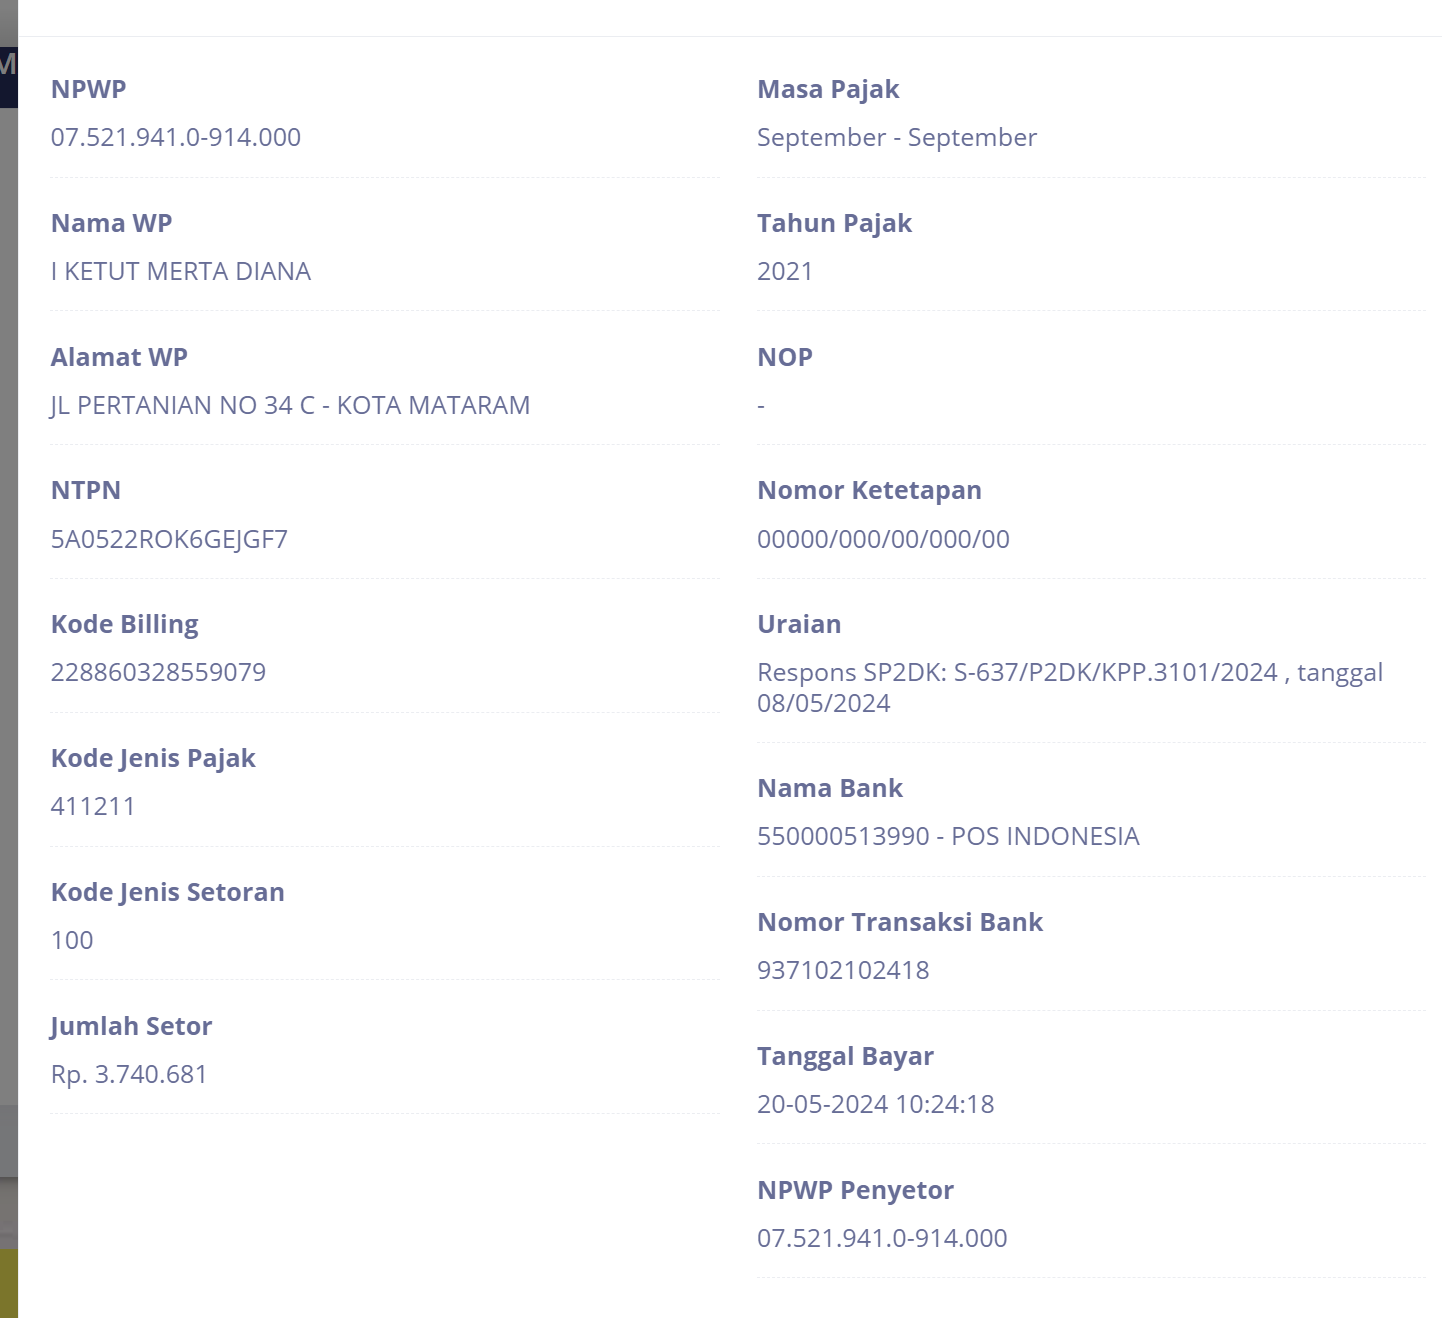 M
NPWP
07.521.941.0-914.000
Nama WP
I KETUT MERTA DIANA
Alamat WP
JL PERTANIAN NO 34 C - KOTA MATARAM
NTPN
5A0522ROK6GEJGF7
Kode Billing
228860328559079
Kode Jenis Pajak
411211
Kode Jenis Setoran
100
Jumlah Setor
Rp. 3.740.681
Masa Pajak
September - September
Tahun Pajak
2021
NOP
-
Nomor Ketetapan
00000/000/00/000/00
Uraian
Respons SP2DK: S-637/P2DK/KPP.3101/2024 , tanggal
08/05/2024
Nama Bank
550000513990 - POS INDONESIA
Nomor Transaksi Bank
937102102418
Tanggal Bayar
20-05-2024 10:24:18
NPWP Penyetor
07.521.941.0-914.000